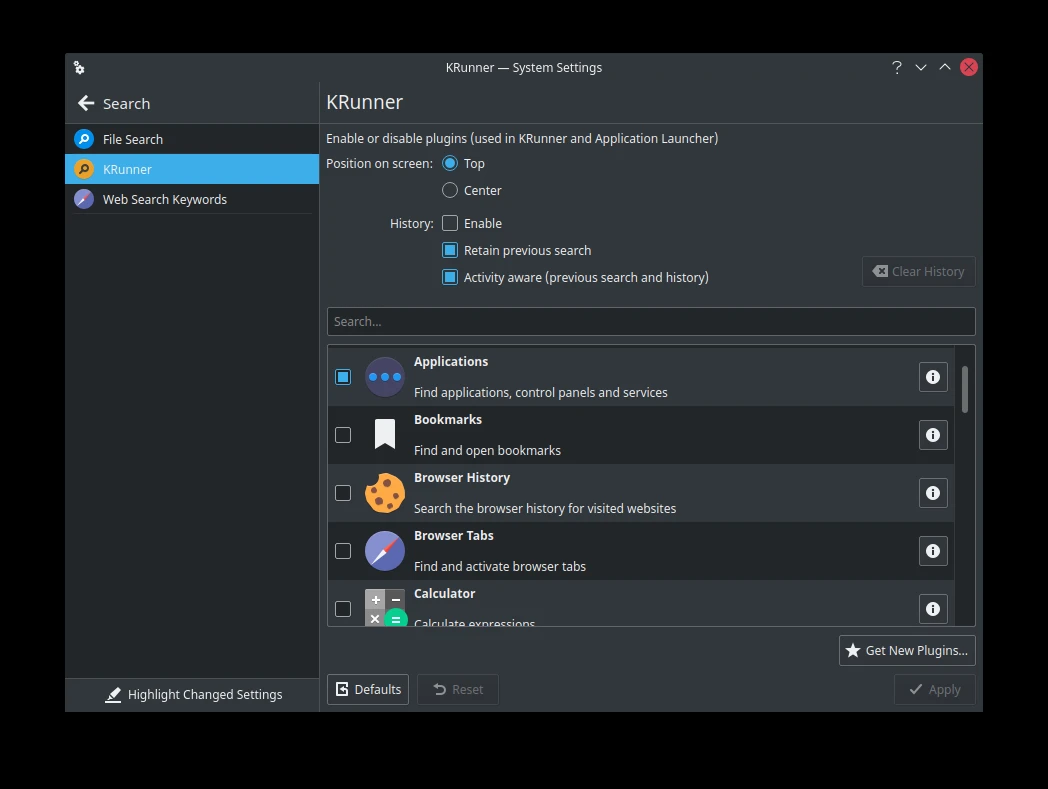 KRunner — System Settings
Search
File Search
KRunner
Web Search Keywords
Highlight Changed Settings
KRunner
Enable or disable plugins (used in KRunner and Application Launcher)
Position on screen: Top
Center
History: Enable
Retain previous search
Activity aware (previous search and history)
Clear History
Search...
Applications
Find applications, control panels and services
Bookmarks
Find and open bookmarks
Browser History
Search the browser history for visited websites
Browser Tabs
Find and activate browser tabs
Calculator
Calculate expressions
Get New Plugins...
Defaults
Reset
Apply